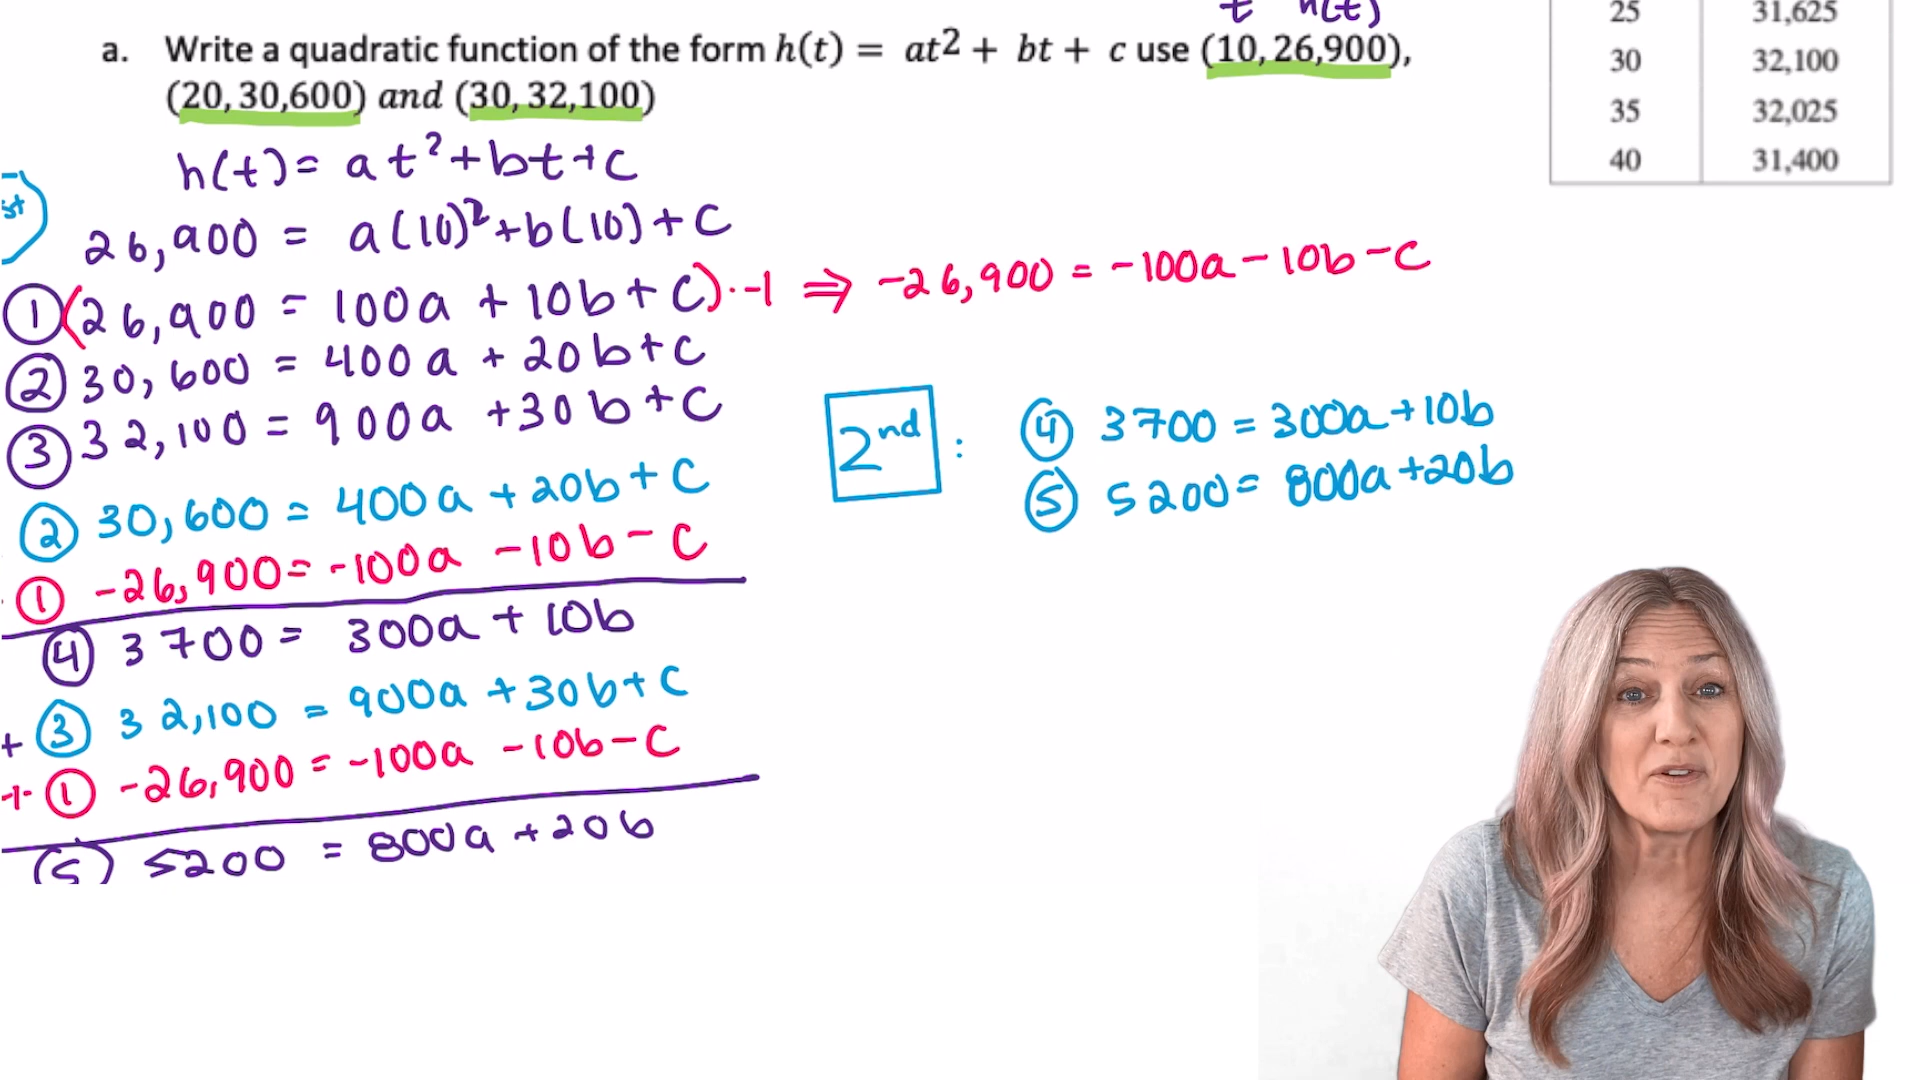 t h(t)
a. Write a quadratic function of the form h(t) = at2 + bt + c use (10, 26,900),
(20, 30,600) and (30, 32,100)
25 31,625
30 32,100
35 32,025
40 31,400
h(t) = at²+bt+c
st
26,900 = a(10)²+b(10)+c
① (26,900 = 100a + 10b + c)·-1 ⇒ -26,900 = -100a - 10b - c
② 30,600 = 400a + 20b+c
③ 32,100 = 900a +30b+c
② 30,600 = 400a +20b+c
① -26,900= -100a -10b- c
④ 3700 = 300a + 10b
+ ③ 32,100 = 900a +30b+c
-1· ① -26,900 = -100a -10b-c
(5) 5200 = 800a +20b
2nd : ④ 3700 = 300a+10b
⑤ 5200 = 800a+20b